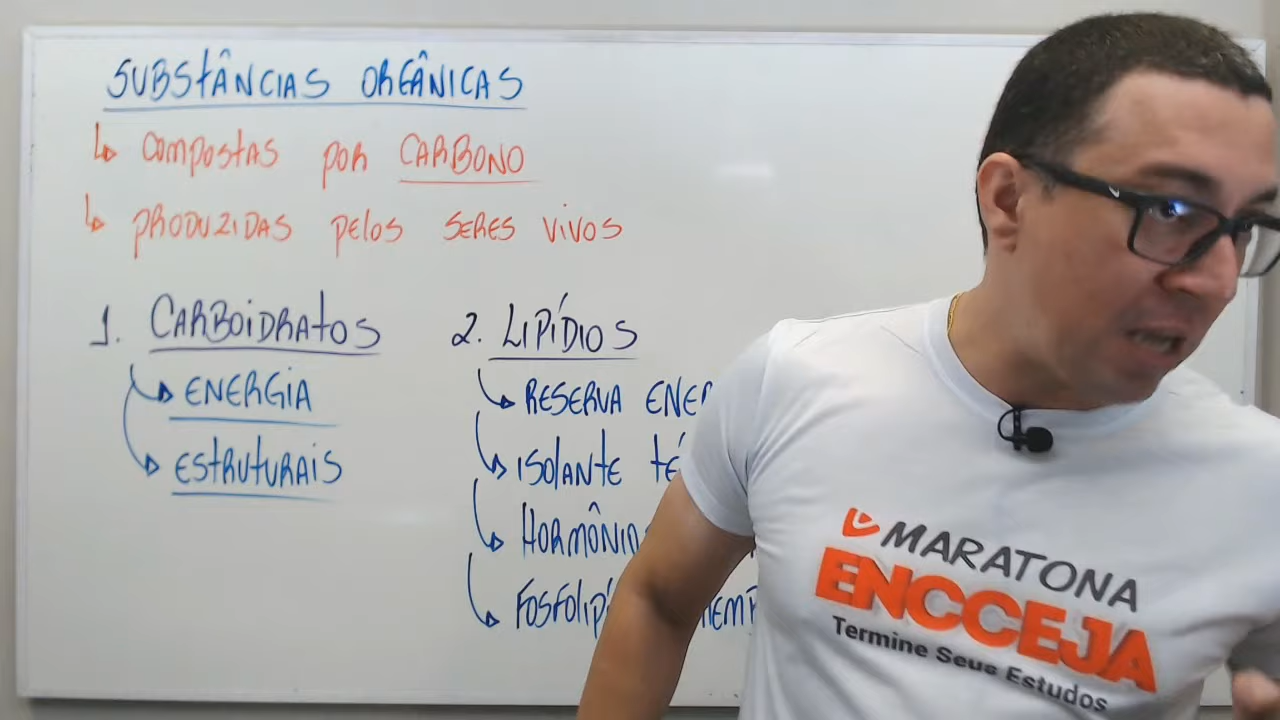 SUBSTÂNCIAS ORGÂNICAS
COMPOSTAS POR CARBONO
PRODUZIDAS PELOS SERES VIVOS
1. CARBOIDRATOS
ENERGIA
ESTRUTURAIS
2. LIPÍDIOS
RESERVA
ISOLANTE
MARATONA
ENCCEJA
Termine Seus Estudos